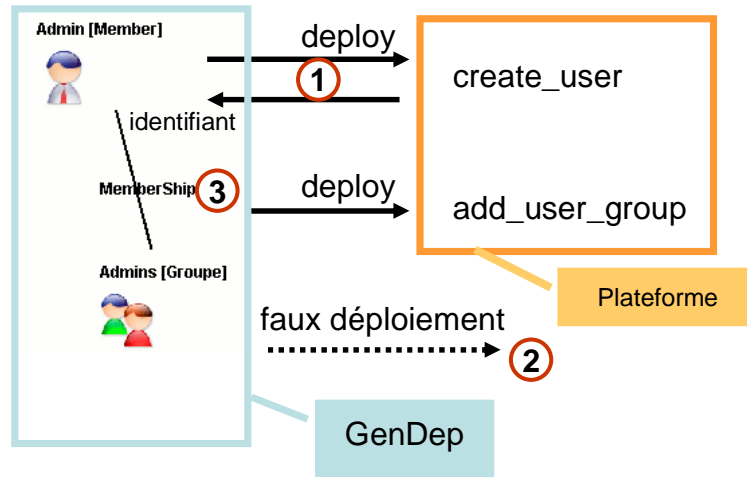 Admin [Member]
deploy
1
create_user
identifiant
MemberShip
3
deploy
add_user_group
Admins [Groupe]
Plateforme
faux déploiement
2
GenDep